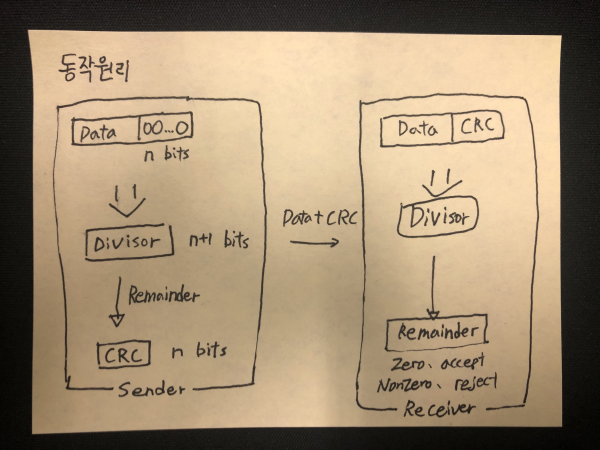 동작원리
Data 00...0
n bits
Divisor n+1 bits
Remainder
CRC n bits
Sender
Data+CRC
Data CRC
Divisor
Remainder
Zero, accept
NonZero, reject
Receiver